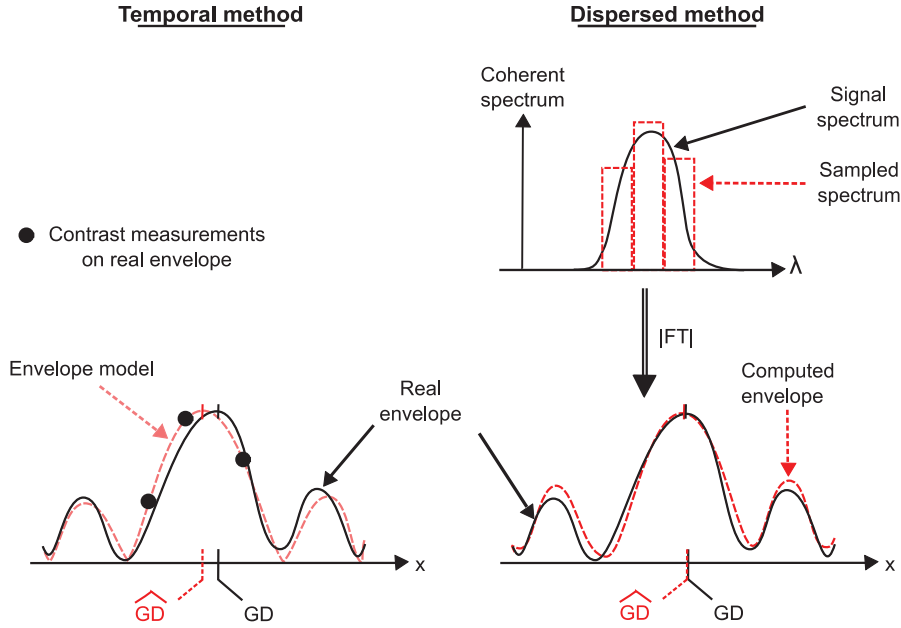 Temporal method
Dispersed method
Coherent
spectrum
Signal
spectrum
Sampled
spectrum
λ
Contrast measurements
on real envelope
|FT|
Envelope model
Real
envelope
Computed
envelope
x
x
GD
GD
GD
GD